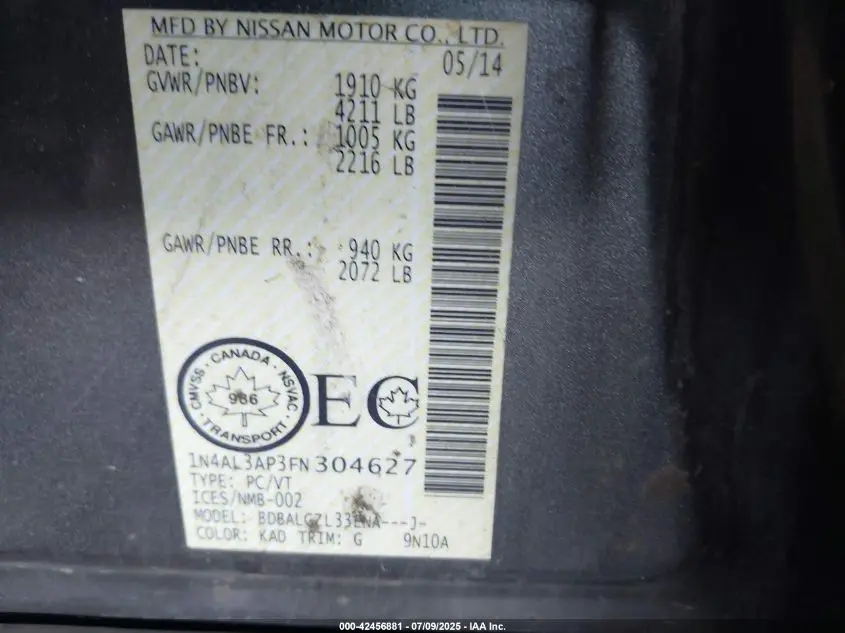 MFD BY NISSAN MOTOR CO., LTD.
DATE: 05/14
GVWR/PNBV: 1910 KG
4211 LB
GAWR/PNBE FR.: 1005 KG
2216 LB
GAWR/PNBE RR.: 940 KG
2072 LB
CMVSS · CANADA · NSVAC · TRANSPORT ·
986
EC
1N4AL3AP3FN304627
TYPE: PC/VT
ICES/NMB-002
MODEL:
COLOR: KAD TRIM: G 9N10A
000-42456881 / 07/09/2025 - IAA Inc.